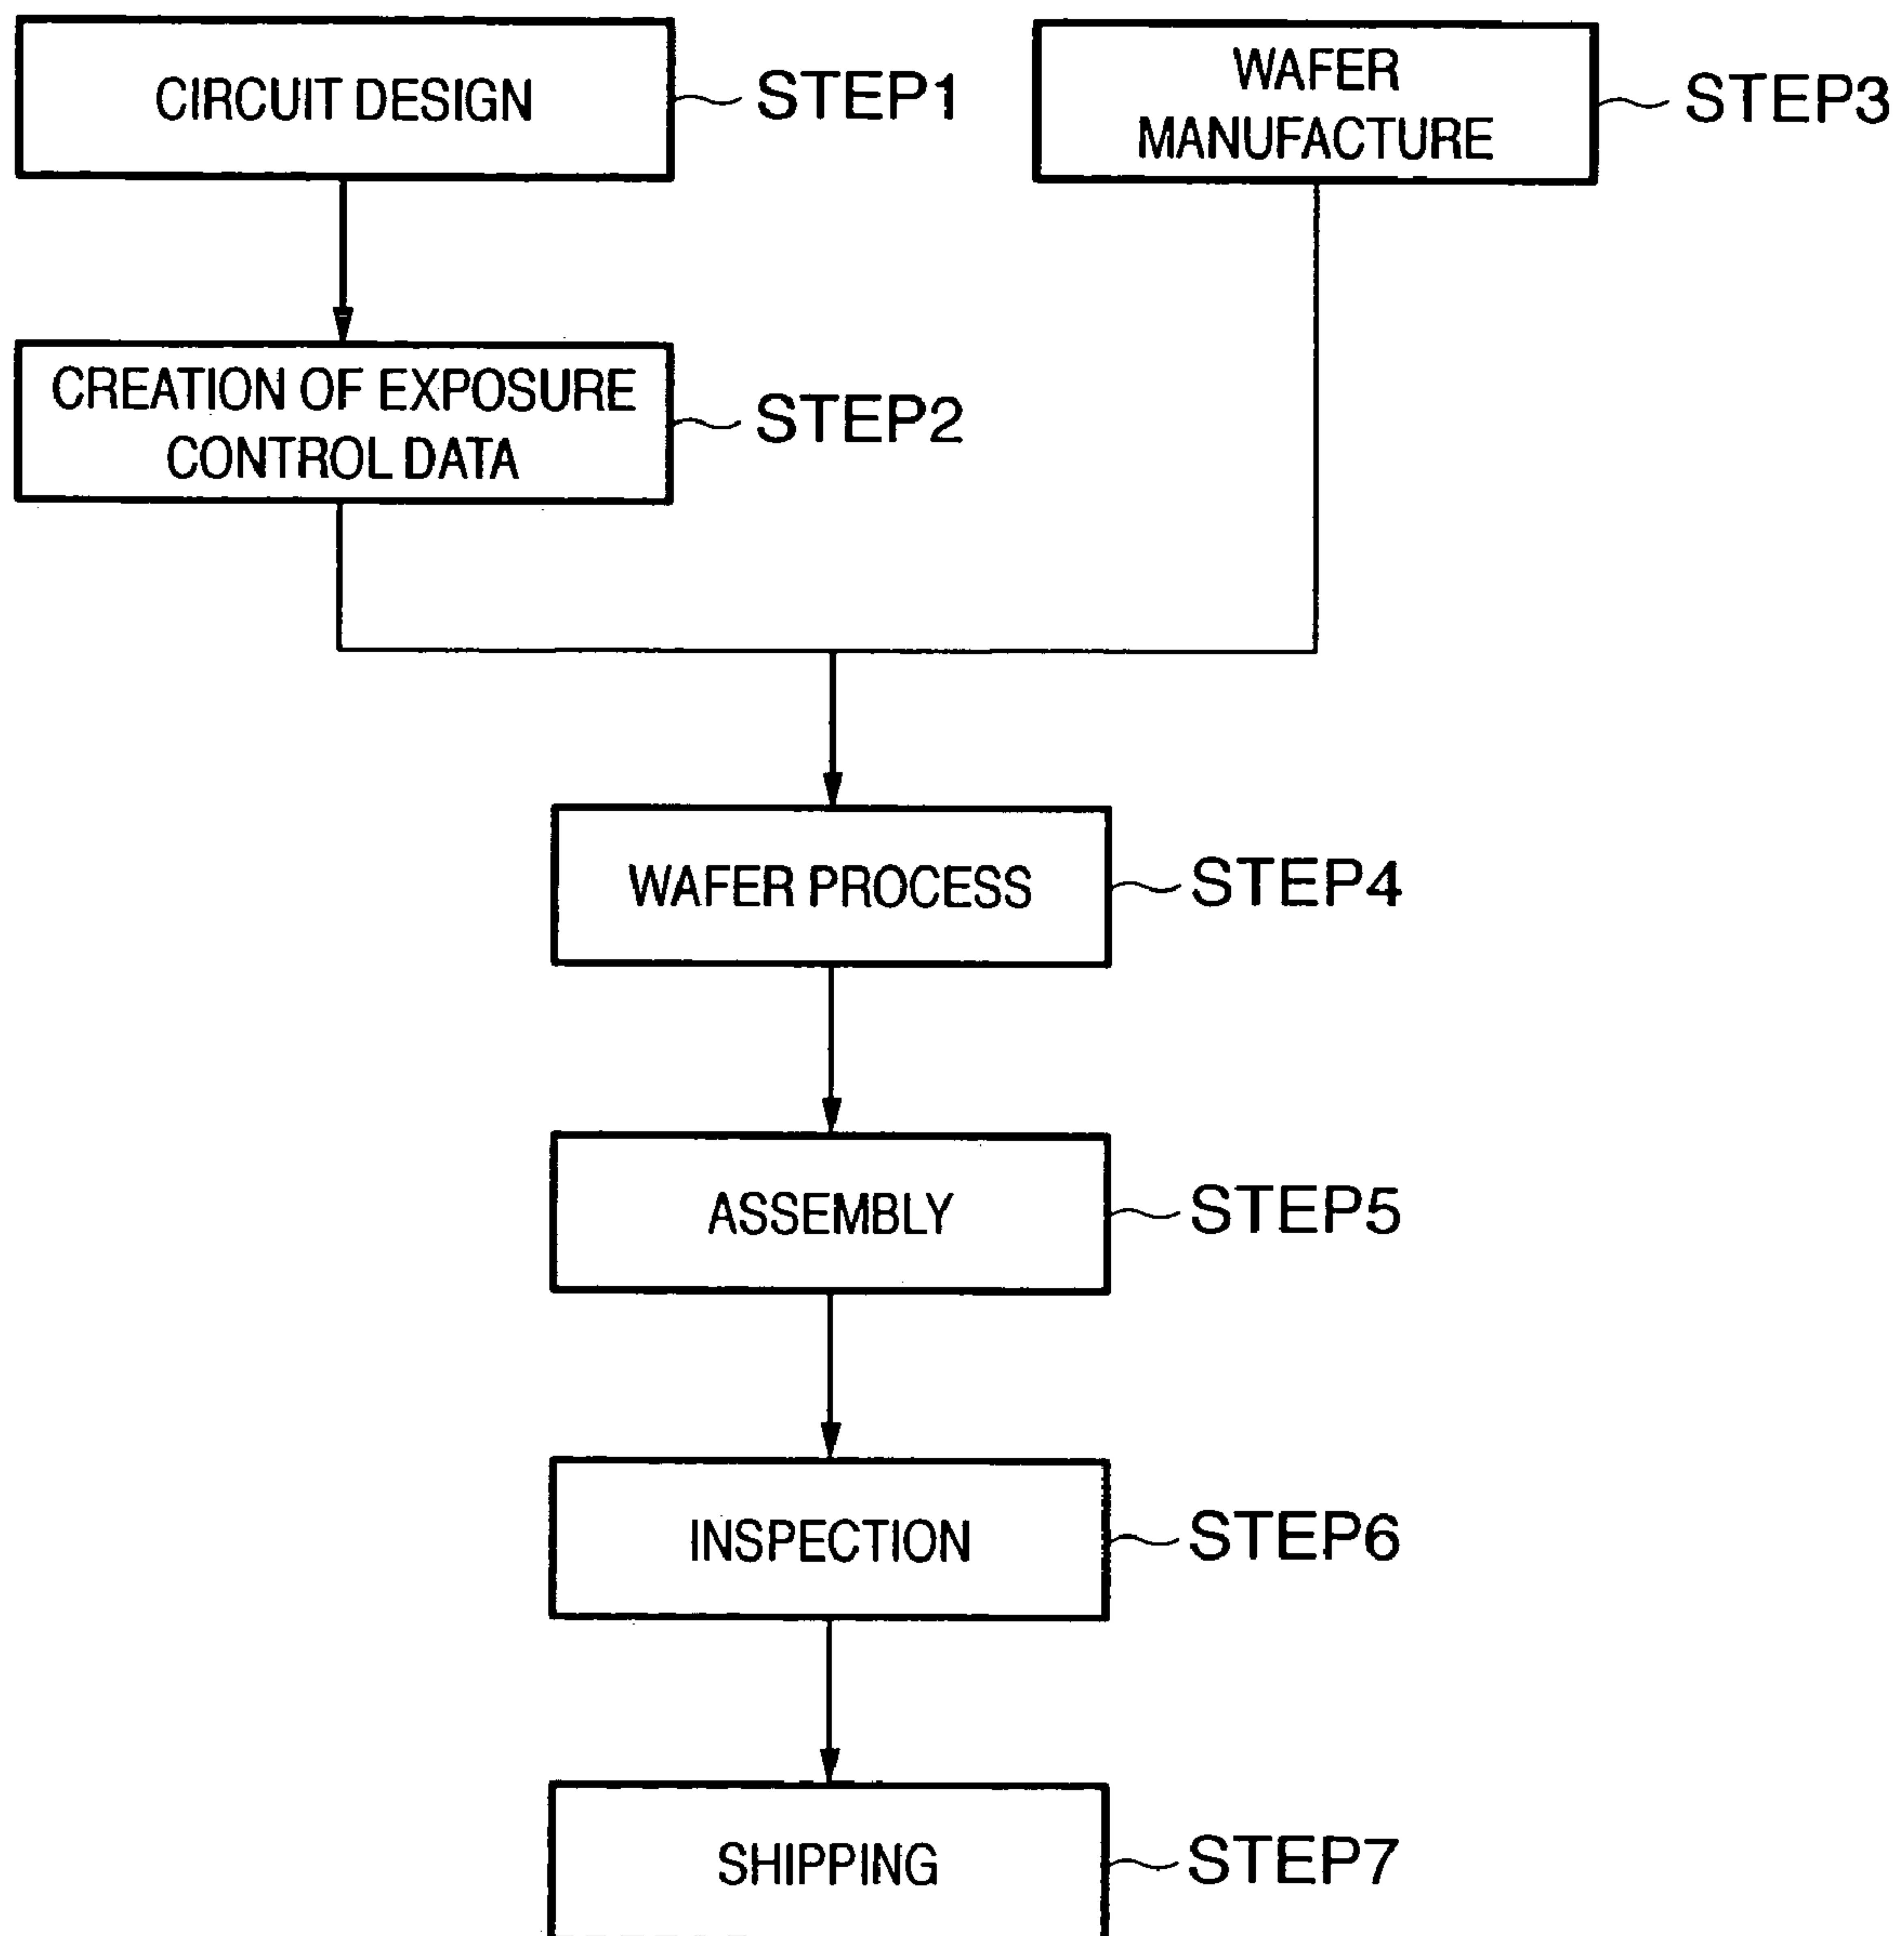 CIRCUIT DESIGN
STEP1
WAFER
MANUFACTURE
STEP3
CREATION OF EXPOSURE
CONTROL DATA
STEP2
WAFER PROCESS
STEP4
ASSEMBLY
STEP5
INSPECTION
STEP6
SHIPPING
STEP7